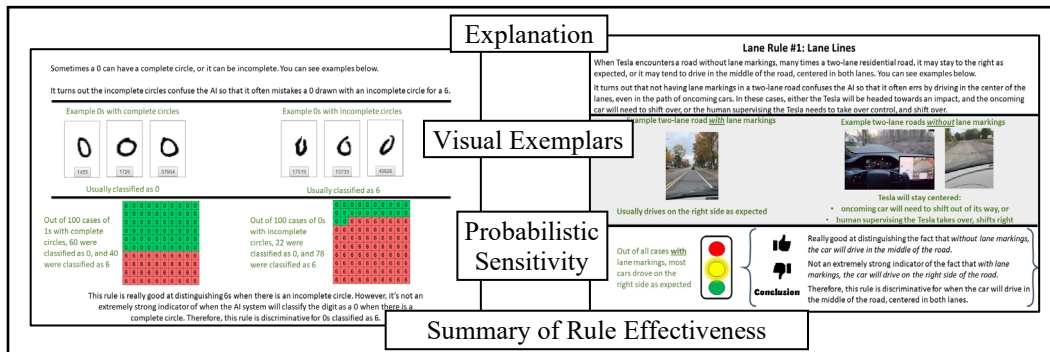 Explanation
Sometimes a 0 can have a complete circle, or it can be incomplete. You can see examples below.
It turns out the incomplete circles confuse the AI so that it often mistakes a 0 drawn with an incomplete circle for a 6.
Example 0s with complete circles
Example 0s with incomplete circles
1455
1726
37664
17519
15739
40826
Usually classified as 0
Usually classified as 6
Out of 100 cases of
1s with complete
circles, 60 were
classified as 0, and 40
were classified as 6
Out of 100 cases of 0s
with incomplete
circles, 22 were
classified as 0, and 78
were classified as 6
This rule is really good at distinguishing 6s when there is an incomplete circle. However, it's not an
extremely strong indicator of when the AI system will classify the digit as a 0 when there is a
complete circle. Therefore, this rule is discriminative for 0s classified as 6.
Visual Exemplars
Probabilistic
Sensitivity
Summary of Rule Effectiveness
Lane Rule #1: Lane Lines
When Tesla encounters a road without lane markings, many times a two-lane residential road, it may stay to the right as
expected, or it may tend to drive in the middle of the road, centered in both lanes. You can see examples below.
It turns out that not having lane markings in a two-lane road confuses the AI so that it often errs by driving in the center of the
lanes, even in the path of oncoming cars. In these cases, either the Tesla will be headed towards an impact, and the oncoming
car will need to shift over, or the human supervising the Tesla needs to take over control, and shift over.
Example two-lane road with lane markings
Example two-lane roads without lane markings
Usually drives on the right side as expected
Tesla will stay centered:
• oncoming car will need to shift out of its way, or
• human supervising the Tesla takes over, shifts right
Out of all cases with
lane markings, most
cars drove on the
right side as expected
Really good at distinguishing the fact that without lane markings,
the car will drive in the middle of the road.
Not an extremely strong indicator of the fact that with lane
markings, the car will drive on the right side of the road.
Conclusion
Therefore, this rule is discriminative for when the car will drive in
the middle of the road, centered in both lanes.